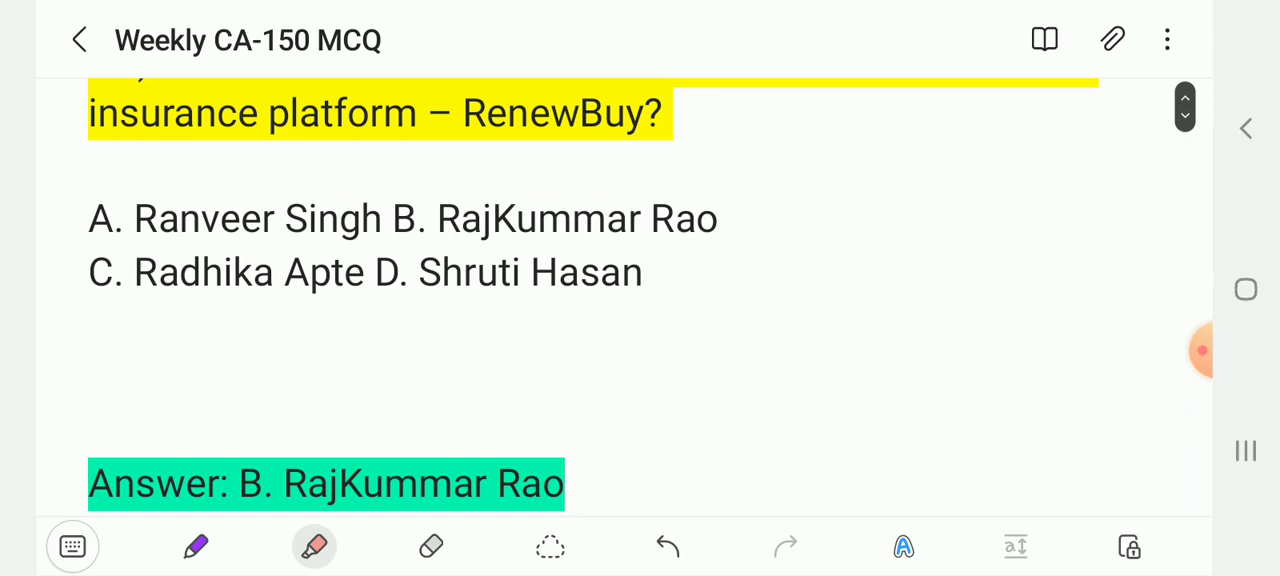 Weekly CA-150 MCQ
insurance platform – RenewBuy?
A. Ranveer Singh B. RajKummar Rao
C. Radhika Apte D. Shruti Hasan
Answer: B. RajKummar Rao